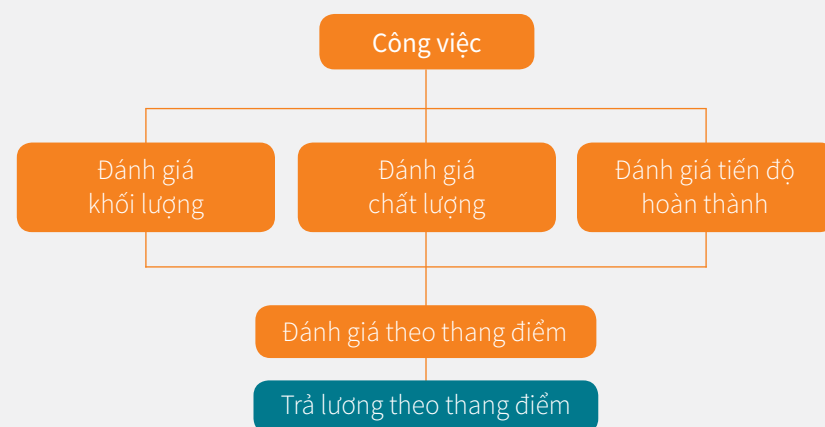 Công việc
Đánh giá
khối lượng
Đánh giá
chất lượng
Đánh giá tiến độ
hoàn thành
Đánh giá theo thang điểm
Trả lương theo thang điểm